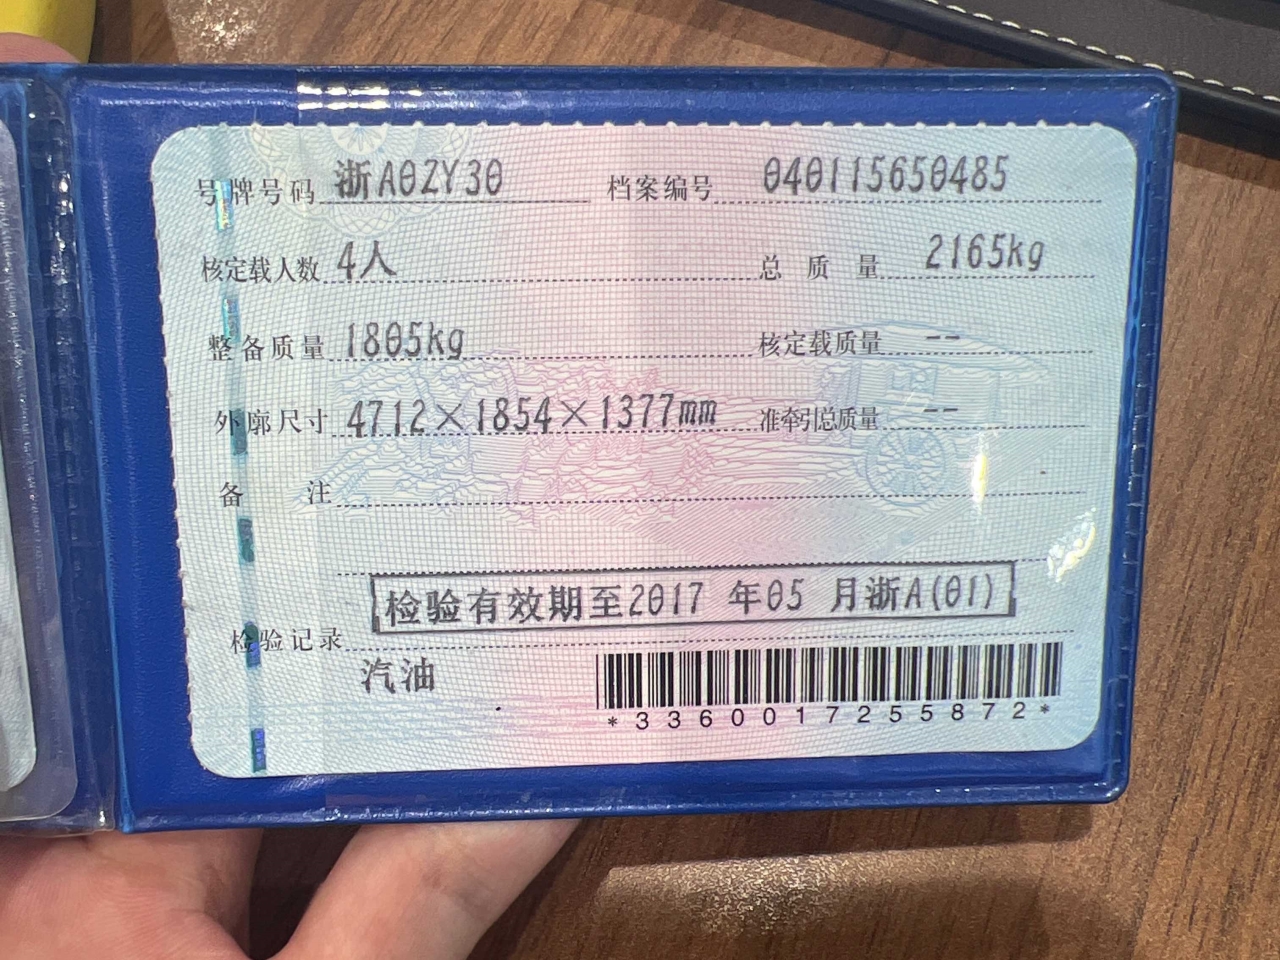 号牌号码 浙A0ZY30 档案编号 040115650485
核定载人数 4人 总质量 2165kg
整备质量 1805kg 核定载质量 --
外廓尺寸 4712×1854×1377mm 准牵引总质量 --
备注
检验有效期至2017 年05 月浙A(01)
检验记录
汽油
*3360017255872*